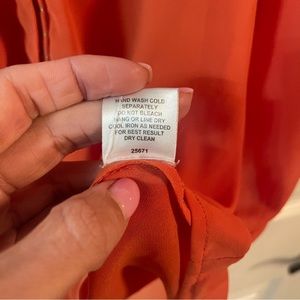 HAND WASH COLD
SEPARATELY
DO NOT BLEACH
HANG OR LINE DRY
COOL IRON AS NEEDED
FOR BEST RESULT
DRY CLEAN
25671